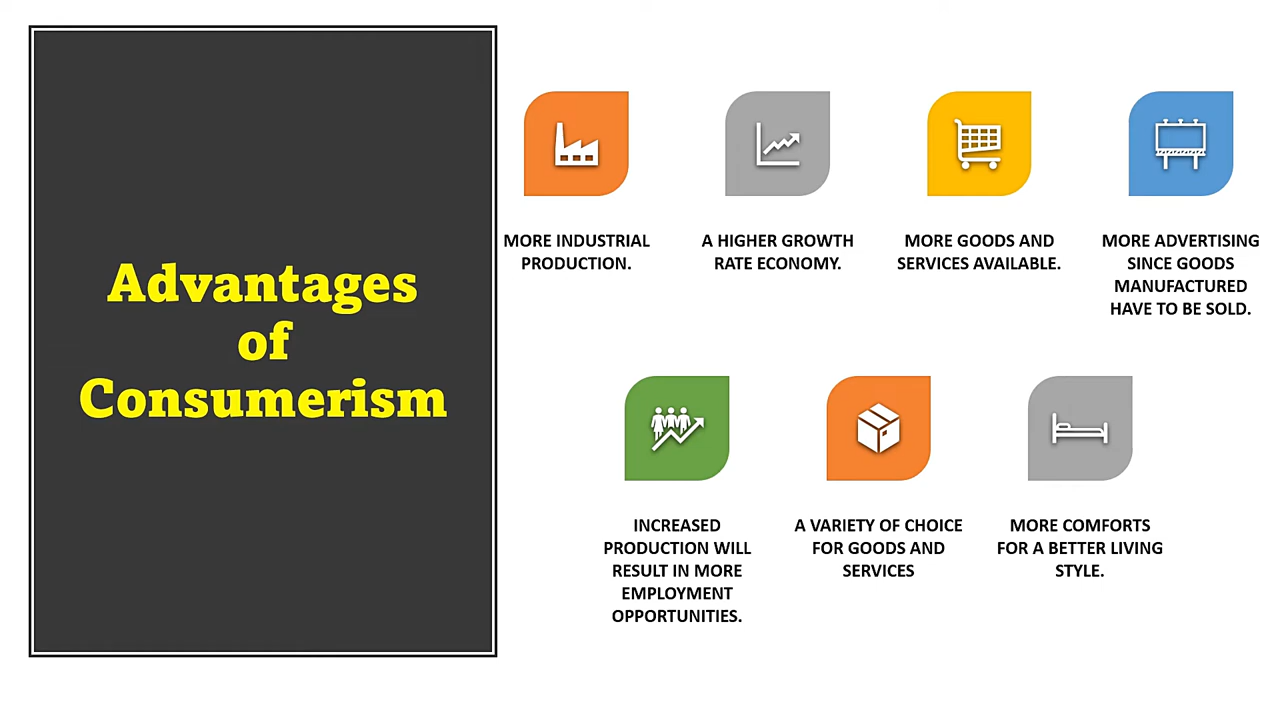 Advantages
of
Consumerism
MORE INDUSTRIAL
PRODUCTION.
A HIGHER GROWTH
RATE ECONOMY.
MORE GOODS AND
SERVICES AVAILABLE.
MORE ADVERTISING
SINCE GOODS
MANUFACTURED
HAVE TO BE SOLD.
INCREASED
PRODUCTION WILL
RESULT IN MORE
EMPLOYMENT
OPPORTUNITIES.
A VARIETY OF CHOICE
FOR GOODS AND
SERVICES
MORE COMFORTS
FOR A BETTER LIVING
STYLE.